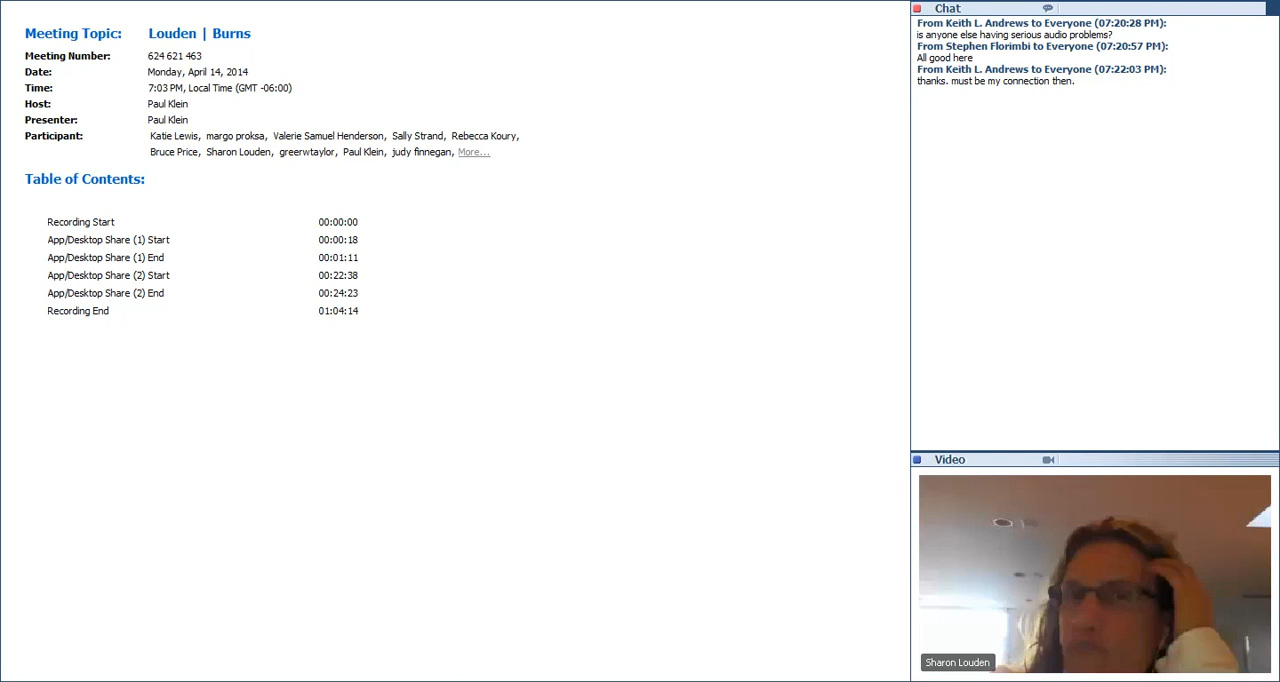 Meeting Topic: Louden | Burns
Meeting Number: 624 621 463
Date: Monday, April 14, 2014
Time: 7:03 PM, Local Time (GMT -06:00)
Host: Paul Klein
Presenter: Paul Klein
Participant: Katie Lewis, margo proksa, Valerie Samuel Henderson, Sally Strand, Rebecca Koury,
Bruce Price, Sharon Louden, greerwtaylor, Paul Klein, judy finnegan, More...
Table of Contents:
Recording Start 00:00:00
App/Desktop Share (1) Start 00:00:18
App/Desktop Share (1) End 00:01:11
App/Desktop Share (2) Start 00:22:38
App/Desktop Share (2) End 00:24:23
Recording End 01:04:14
Chat
From Keith L. Andrews to Everyone (07:20:28 PM):
is anyone else having serious audio problems?
From Stephen Florimbi to Everyone (07:20:57 PM):
All good here
From Keith L. Andrews to Everyone (07:22:03 PM):
thanks. must be my connection then.
Video
Sharon Louden